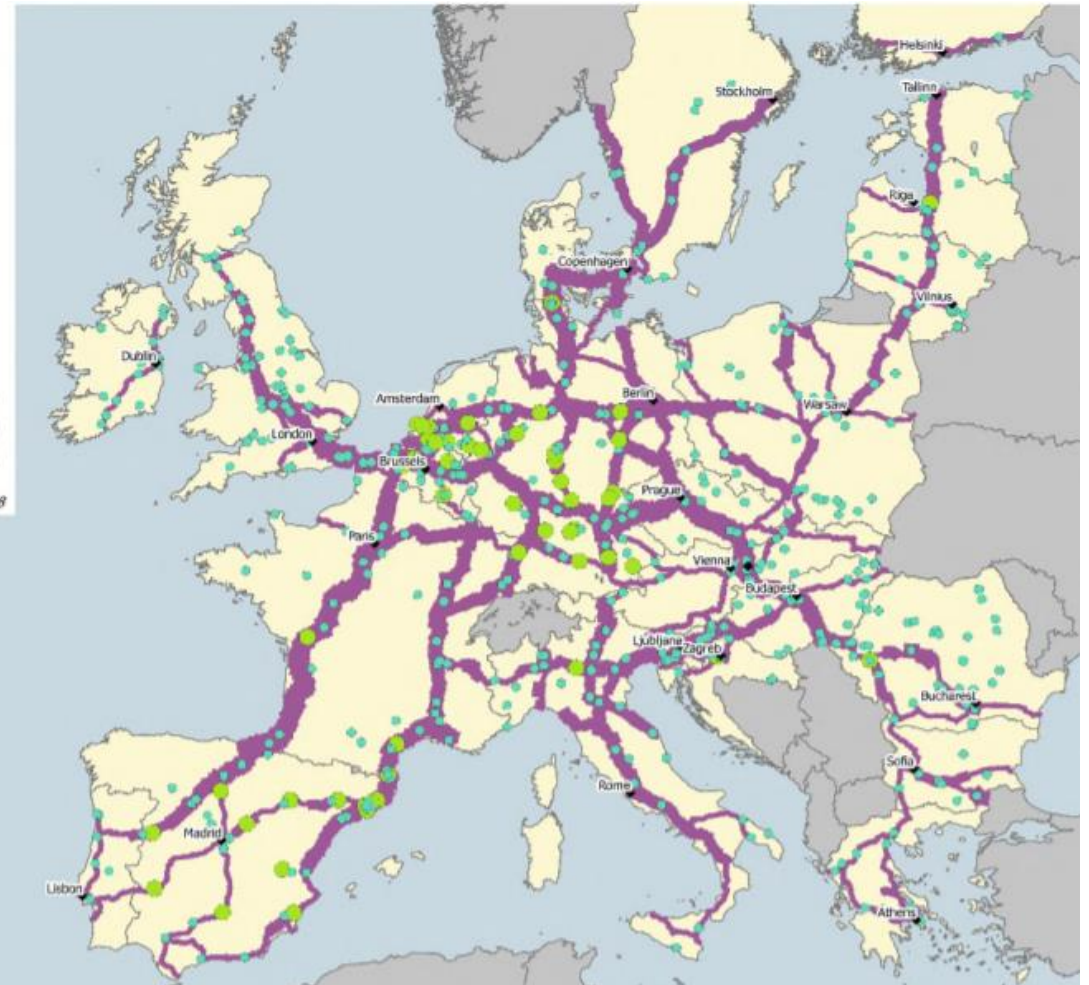 Helsinki
Tallinn
Stockholm
Riga
Copenhagen
Vilnius
Dublin
Amsterdam
Berlin
Warsaw
London
Brussels
Prague
Paris
Vienna
Budapest
Ljubljana
Zagreb
Bucharest
Sofia
Rome
Madrid
Lisbon
Athens